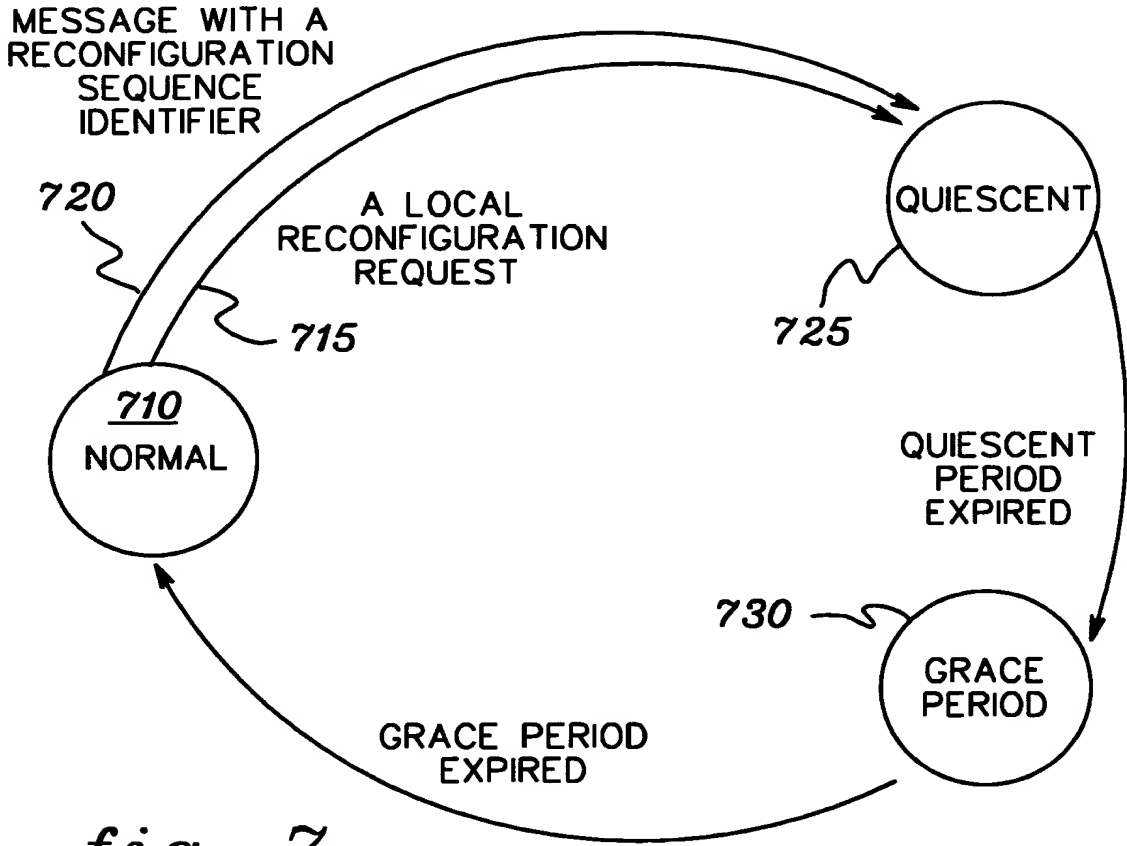 MESSAGE WITH A
RECONFIGURATION
SEQUENCE
IDENTIFIER
720
A LOCAL
RECONFIGURATION
REQUEST
715
QUIESCENT
725
710
NORMAL
QUIESCENT
PERIOD
EXPIRED
730
GRACE
PERIOD
GRACE PERIOD
EXPIRED
fig. 7